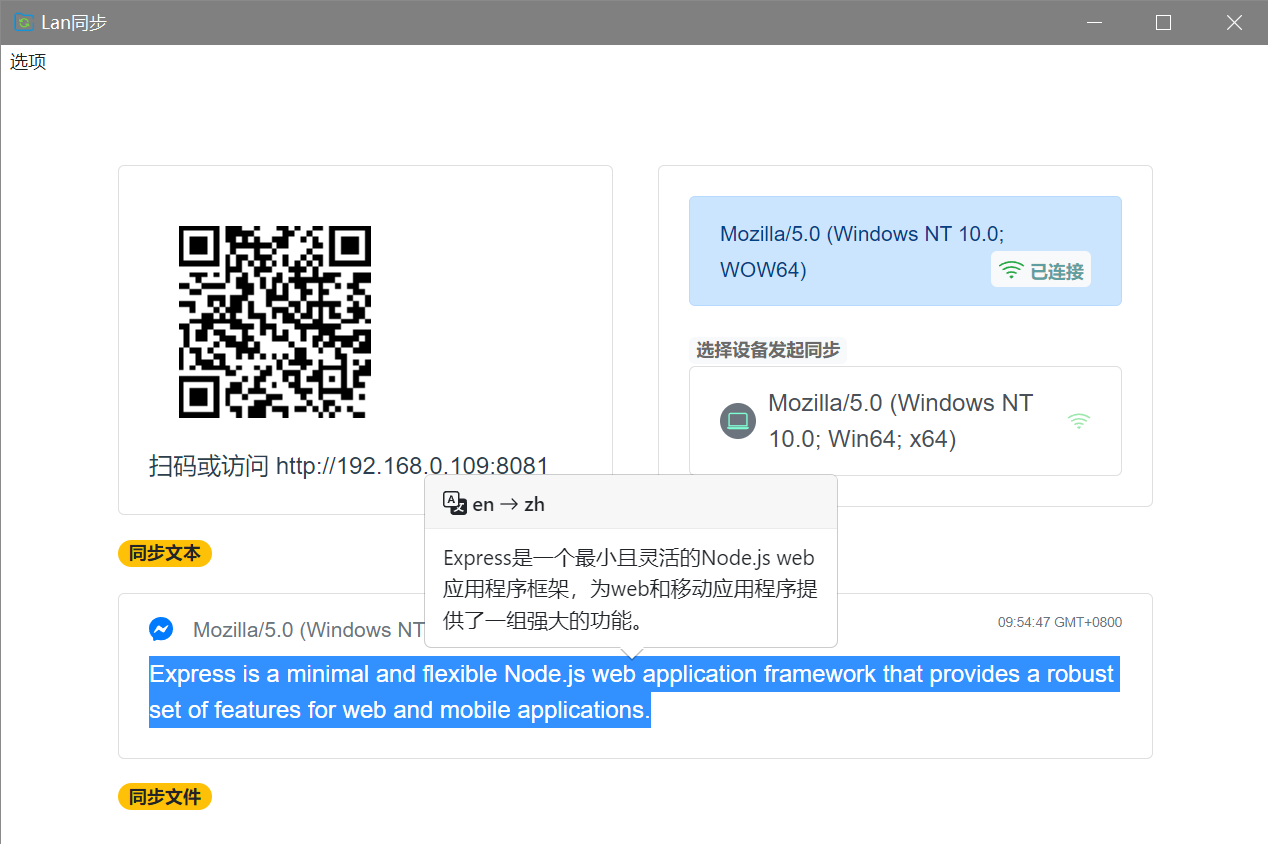 Lan同步
选项
扫码或访问 http://192.168.0.109:8081
Mozilla/5.0 (Windows NT 10.0;
WOW64)
已连接
选择设备发起同步
Mozilla/5.0 (Windows NT
10.0; Win64; x64)
en → zh
Express是一个最小且灵活的Node.js web
应用程序框架，为web和移动应用程序提
供了一组强大的功能。
同步文本
Mozilla/5.0 (Windows NT
09:54:47 GMT+0800
Express is a minimal and flexible Node.js web application framework that provides a robust
set of features for web and mobile applications.
同步文件